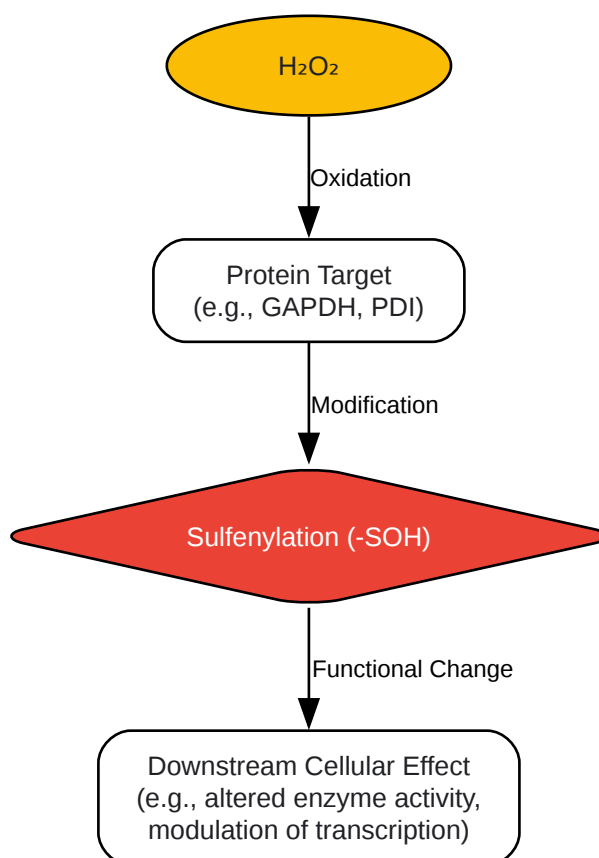 H₂O₂
Oxidation
Protein Target
(e.g., GAPDH, PDI)
Modification
Sulfenylation (-SOH)
Functional Change
Downstream Cellular Effect
(e.g., altered enzyme activity,
modulation of transcription)